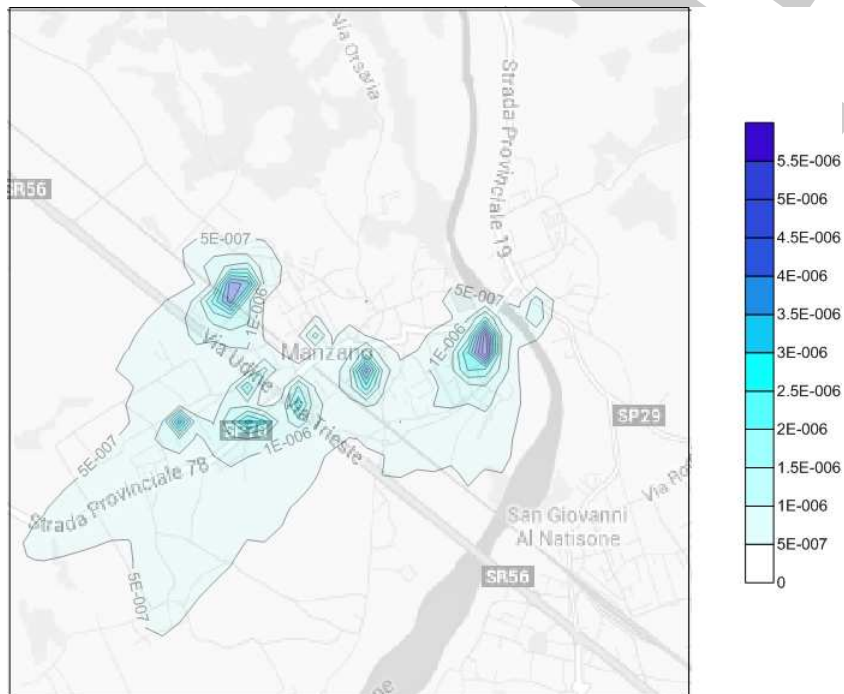 Via Orsaria
Strada Provinciale 19
SR56
5E-007
1E-006
5E-007
1E-006
Manzano
Via Udine
Via Trieste
1E-006
5E-007
Strada Provinciale 78
SP29
San Giovanni
Al Natisone
SR56
5E-007
5.5E-006
5E-006
4.5E-006
4E-006
3.5E-006
3E-006
2.5E-006
2E-006
1.5E-006
1E-006
5E-007
0